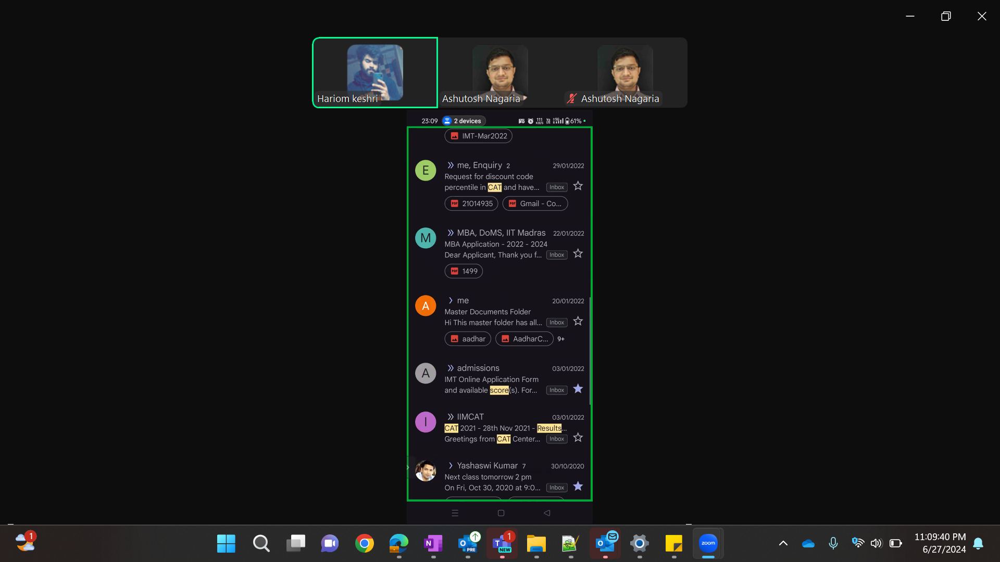 Hariom keshri
Ashutosh Nagaria
Ashutosh Nagaria
23:09
2 devices
111
KB/S
61%
IMT-Mar2022
E
me, Enquiry 2
29/01/2022
Request for discount code
percentile in CAT and have...
Inbox
PDF 21014935
PDF Gmail - Co...
M
MBA, DoMS, IIT Madras
22/01/2022
MBA Application - 2022 - 2024
Dear Applicant, Thank you f...
Inbox
PDF 1499
A
me
20/01/2022
Master Documents Folder
Hi This master folder has all...
Inbox
aadhar
AadharC...
9+
A
admissions
03/01/2022
IMT Online Application Form
and available score(s). For...
Inbox
I
IIMCAT
03/01/2022
CAT 2021 - 28th Nov 2021 - Results...
Greetings from CAT Center...
Inbox
Yashaswi Kumar 7
30/10/2020
Next class tomorrow 2 pm
On Fri, Oct 30, 2020 at 9:0...
Inbox
1
N
O
PRE
T
1
NEW
O
zoom
11:09:40 PM
6/27/2024